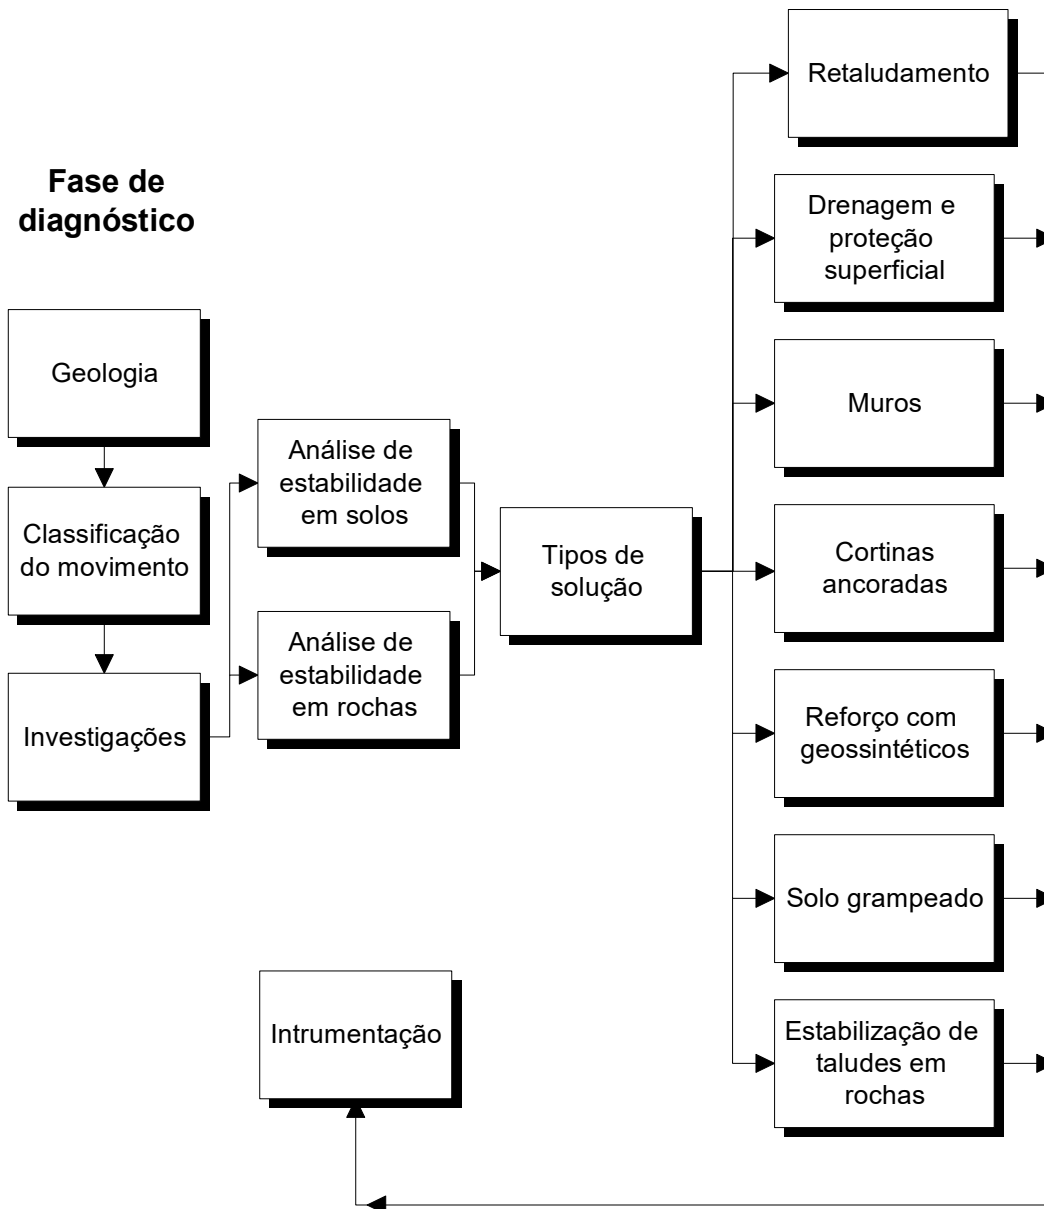 Fase de
diagnóstico
Geologia
Classificação
do movimento
Investigações
Análise de
estabilidade
em solos
Análise de
estabilidade
em rochas
Tipos de
solução
Retaludamento
Drenagem e
proteção
superficial
Muros
Cortinas
ancoradas
Reforço com
geossintéticos
Solo grampeado
Estabilização de
taludes em
rochas
Intrumentação